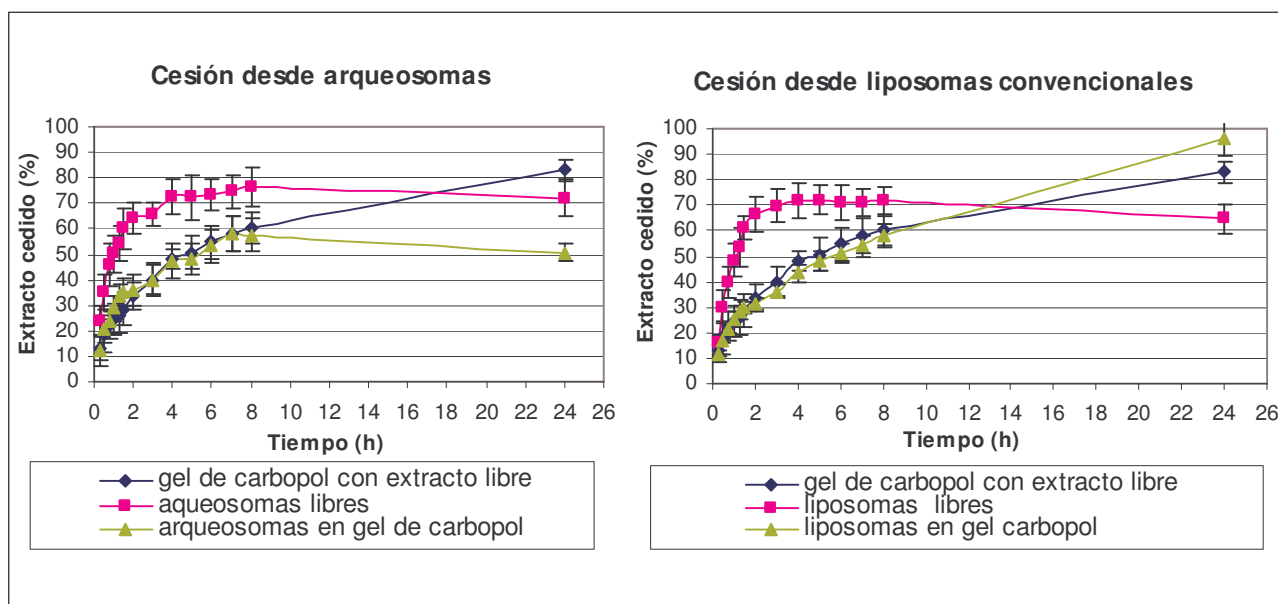 Cesión desde arqueosomas
Extracto cedido (%)
100
90
80
70
60
50
40
30
20
10
0
0 2 4 6 8 10 12 14 16 18 20 22 24 26
Tiempo (h)
gel de carbopol con extracto libre
aqueosomas libres
arqueosomas en gel de carbopol
Cesión desde liposomas convencionales
Extracto cedido (%)
100
90
80
70
60
50
40
30
20
10
0
0 2 4 6 8 10 12 14 16 18 20 22 24 26
Tiempo (h)
gel de carbopol con extracto libre
liposomas libres
liposomas en gel carbopol